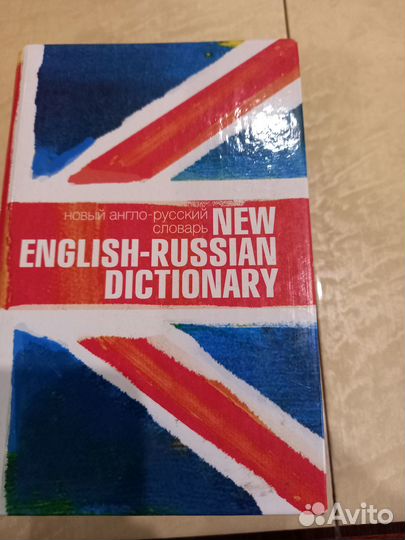 новый англо-русский
словарь NEW
ENGLISH-RUSSIAN
DICTIONARY
Avito